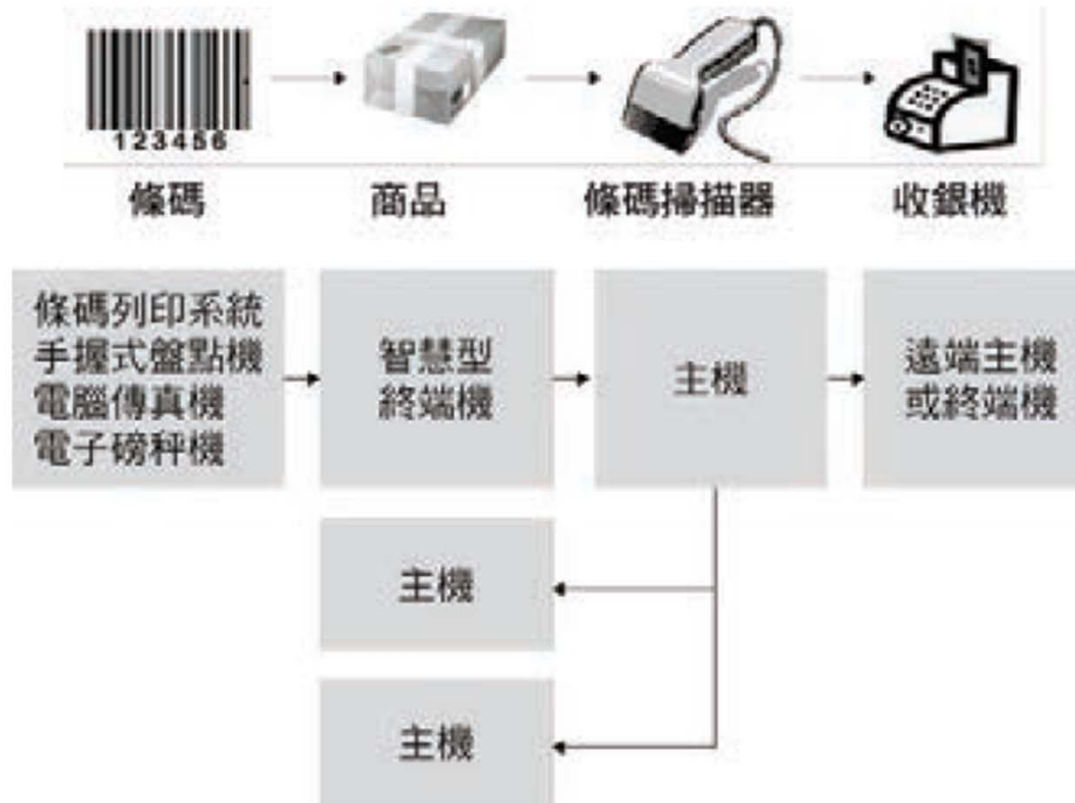 123456
條碼
商品
條碼掃描器
收銀機
條碼列印系統
手握式盤點機
電腦傳真機
電子磅秤機
智慧型
終端機
主機
遠端主機
或終端機
主機
主機